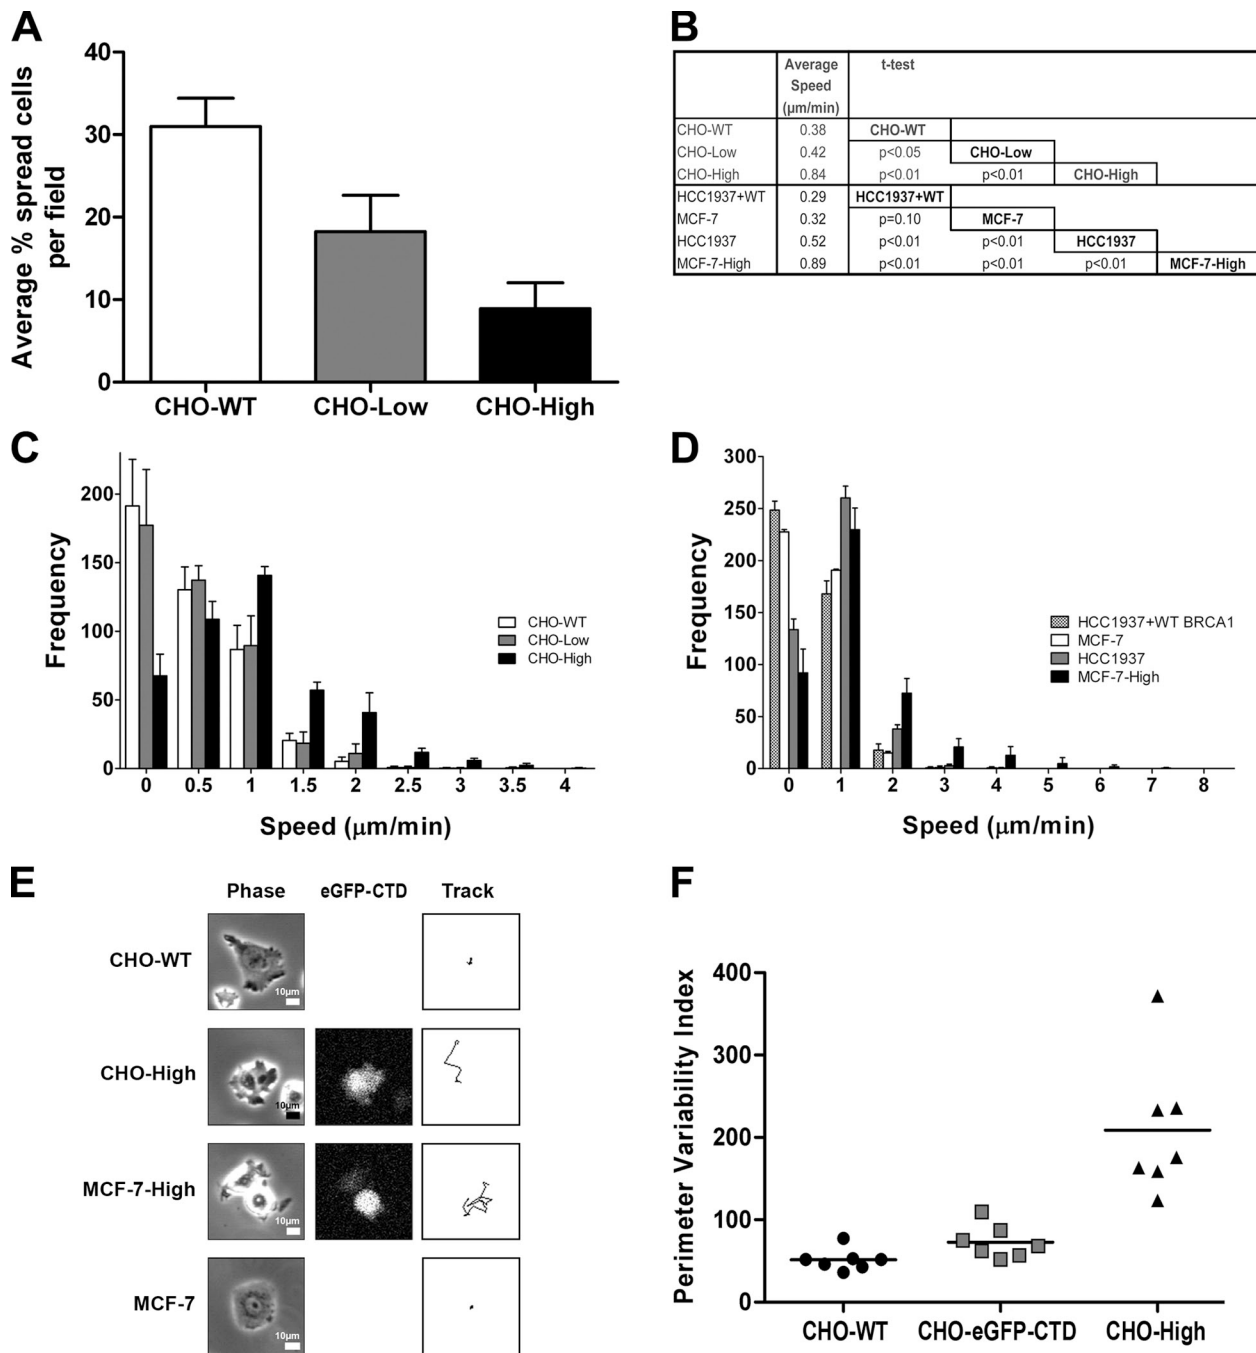 A
Average % spread cells
per field
40
30
20
10
0
CHO-WT
CHO-Low
CHO-High
B
Average
Speed
(μm/min)
t-test
CHO-WT 0.38 CHO-WT
CHO-Low 0.42 p<0.05 CHO-Low
CHO-High 0.84 p<0.01 p<0.01 CHO-High
HCC1937+WT 0.29 HCC1937+WT
MCF-7 0.32 p=0.10 MCF-7
HCC1937 0.52 p<0.01 p<0.01 HCC1937
MCF-7-High 0.89 p<0.01 p<0.01 p<0.01 MCF-7-High
C
Frequency
200
150
100
50
0
0 0.5 1 1.5 2 2.5 3 3.5 4
Speed (μm/min)
CHO-WT
CHO-Low
CHO-High
D
Frequency
300
250
200
150
100
50
0
0 1 2 3 4 5 6 7 8
Speed (μm/min)
HCC1937+WT BRCA1
MCF-7
HCC1937
MCF-7-High
E
Phase eGFP-CTD Track
CHO-WT
10μm
CHO-High
10μm
MCF-7-High
10μm
MCF-7
10μm
F
Perimeter Variability Index
400
300
200
100
0
CHO-WT CHO-eGFP-CTD CHO-High